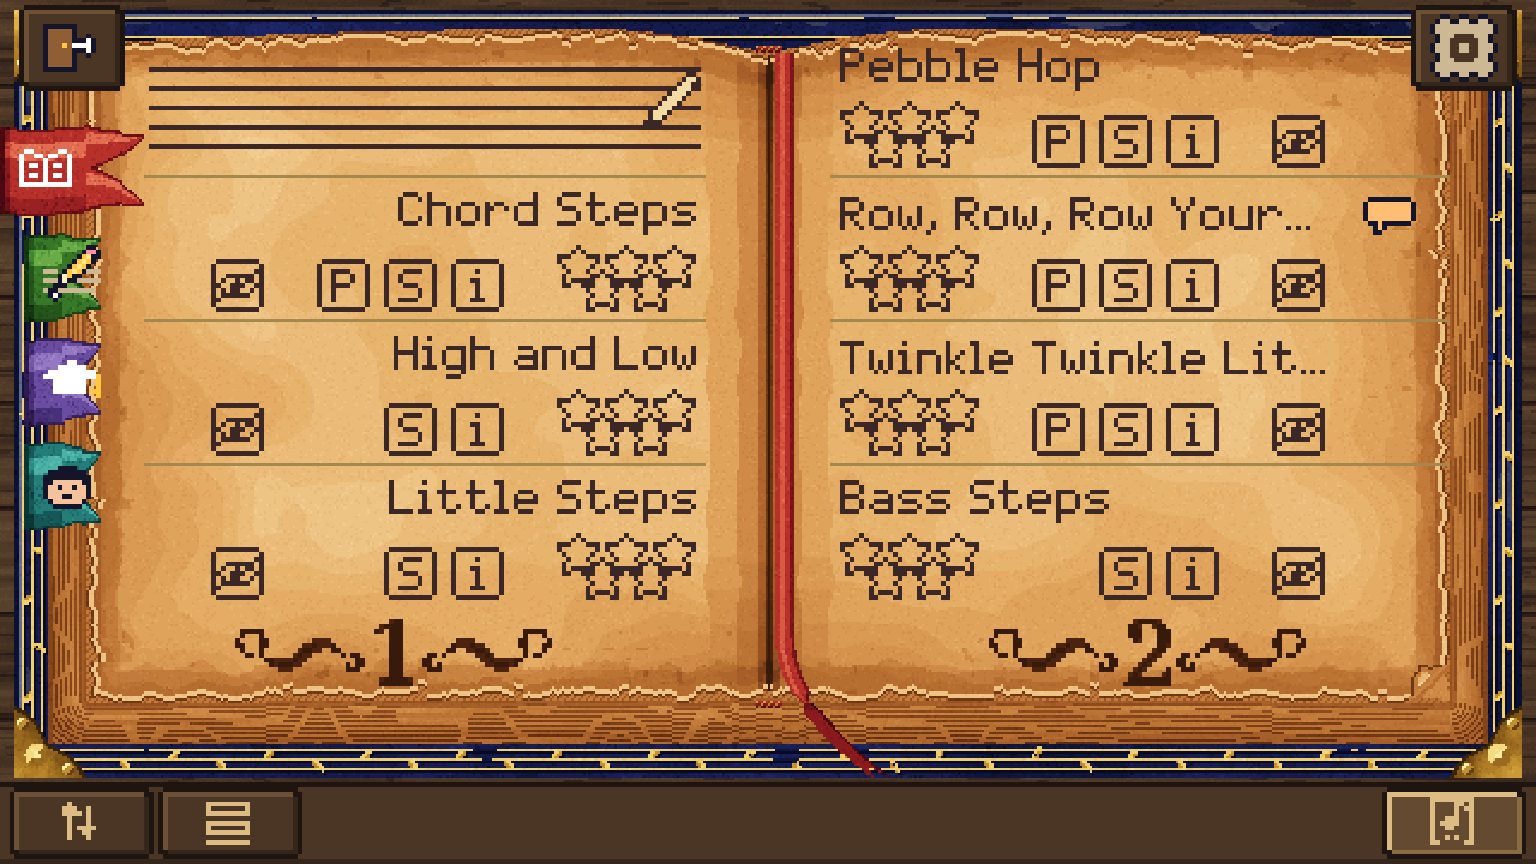 Chord Steps
P S i
High and Low
S i
Little Steps
S i
1
Pebble Hop
P S i
Row, Row, Row Your...
P S i
Twinkle Twinkle Lit...
P S i
Bass Steps
S i
2